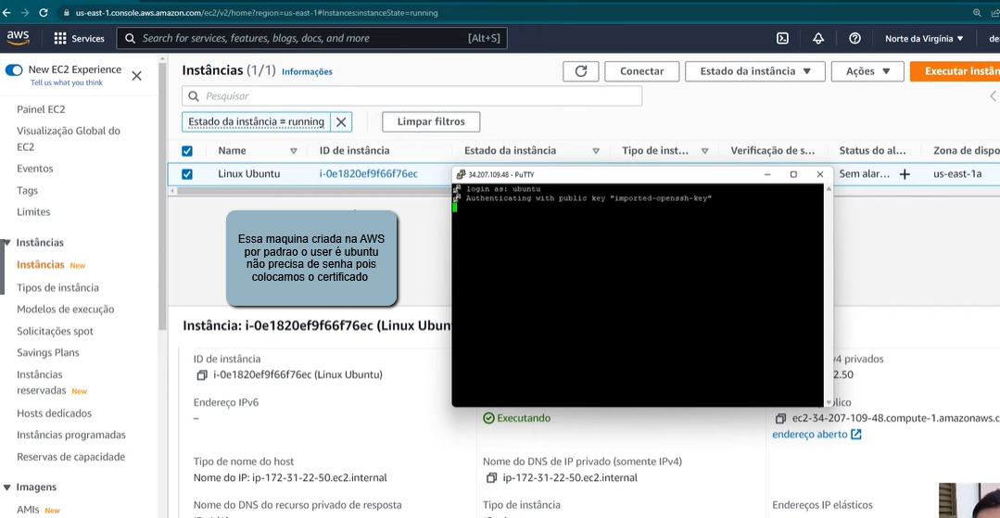 us-east-1.console.aws.amazon.com/ec2/v2/home?region=us-east-1#Instances:instanceState=running
aws
Services
Search for services, features, blogs, docs, and more
[Alt+S]
Norte da Virgínia
New EC2 Experience
Tell us what you think
Painel EC2
Visualização Global do
EC2
Eventos
Tags
Limites
Instâncias
Instâncias New
Tipos de instância
Modelos de execução
Solicitações spot
Savings Plans
Instâncias
reservadas New
Hosts dedicados
Instâncias programadas
Reservas de capacidade
Imagens
AMIs New
Instâncias (1/1) Informações
Conectar
Estado da instância
Ações
Executar instân
Pesquisar
Estado da instância = running
Limpar filtros
Name
ID de instância
Estado da instância
Tipo de inst...
Verificação de s...
Status do al...
Zona de dispo
Linux Ubuntu
i-0e1820ef9f66f76ec
Sem alar...
us-east-1a
34.207.109.48 - PuTTY
login as: ubuntu
Authenticating with public key "imported-openssh-key"
Essa maquina criada na AWS
por padrao o user é ubuntu
não precisa de senha pois
colocamos o certificado
Instância: i-0e1820ef9f66f76ec (Linux Ubun
ID de instância
i-0e1820ef9f66f76ec (Linux Ubuntu)
v4 privados
2.50
Endereço IPv6
–
Executando
ec2-34-207-109-48.compute-1.amazonaws.c
endereço aberto
Tipo de nome do host
Nome do IP: ip-172-31-22-50.ec2.internal
Nome do DNS de IP privado (somente IPv4)
ip-172-31-22-50.ec2.internal
Nome do DNS do recurso privado de resposta
Tipo de instância
Endereços IP elásticos